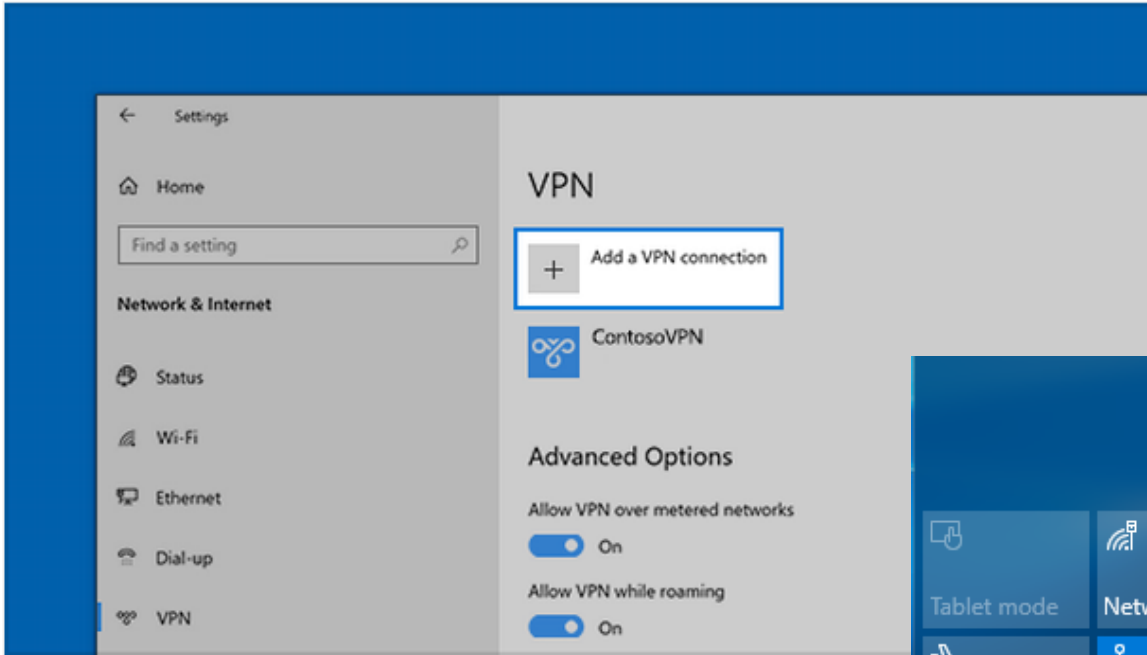 Settings
Home
Find a setting
Network & Internet
Status
Wi-Fi
Ethernet
Dial-up
VPN
VPN
Add a VPN connection
ContosoVPN
Advanced Options
Allow VPN over metered networks
On
Allow VPN while roaming
On
Tablet mode